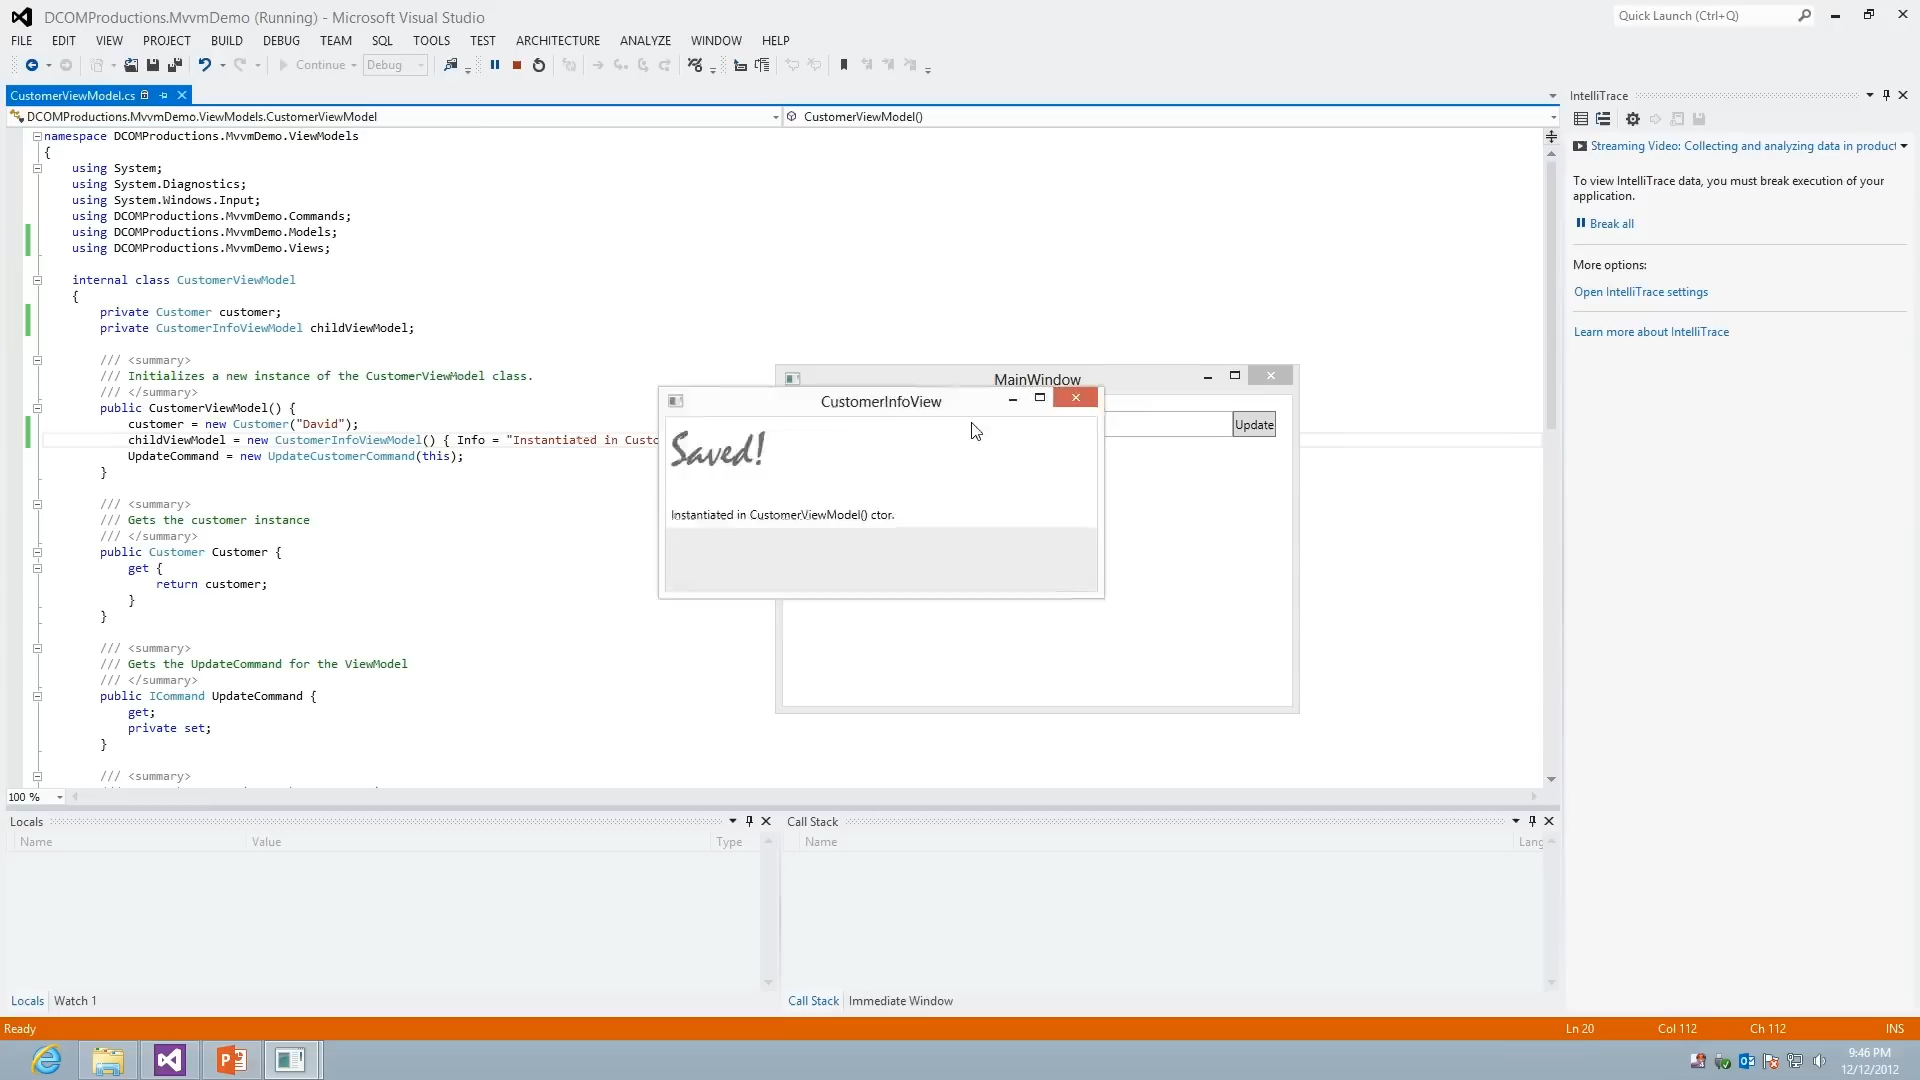 DCOMProductions.MvvmDemo (Running) - Microsoft Visual Studio
Quick Launch (Ctrl+Q)
FILE EDIT VIEW PROJECT BUILD DEBUG TEAM SQL TOOLS TEST ARCHITECTURE ANALYZE WINDOW HELP
Continue Debug
CustomerViewModel.cs
DCOMProductions.MvvmDemo.ViewModels.CustomerViewModel
CustomerViewModel()
namespace DCOMProductions.MvvmDemo.ViewModels
{
using System;
using System.Diagnostics;
using System.Windows.Input;
using DCOMProductions.MvvmDemo.Commands;
using DCOMProductions.MvvmDemo.Models;
using DCOMProductions.MvvmDemo.Views;
internal class CustomerViewModel
{
private Customer customer;
private CustomerInfoViewModel childViewModel;
/// <summary>
/// Initializes a new instance of the CustomerViewModel class.
/// </summary>
public CustomerViewModel() {
customer = new Customer("David");
childViewModel = new CustomerInfoViewModel() { Info = "Instantiated in Custo
UpdateCommand = new UpdateCustomerCommand(this);
}
/// <summary>
/// Gets the customer instance
/// </summary>
public Customer Customer {
get {
return customer;
}
}
/// <summary>
/// Gets the UpdateCommand for the ViewModel
/// </summary>
public ICommand UpdateCommand {
get;
private set;
}
/// <summary>
100 %
MainWindow
Update
CustomerInfoView
Saved!
Instantiated in CustomerViewModel() ctor.
IntelliTrace
Streaming Video: Collecting and analyzing data in product
To view IntelliTrace data, you must break execution of your
application.
Break all
More options:
Open IntelliTrace settings
Learn more about IntelliTrace
Locals
Name Value Type
Locals Watch 1
Call Stack
Name Lang
Call Stack Immediate Window
Ready
Ln 20 Col 112 Ch 112 INS
9:46 PM
12/12/2012